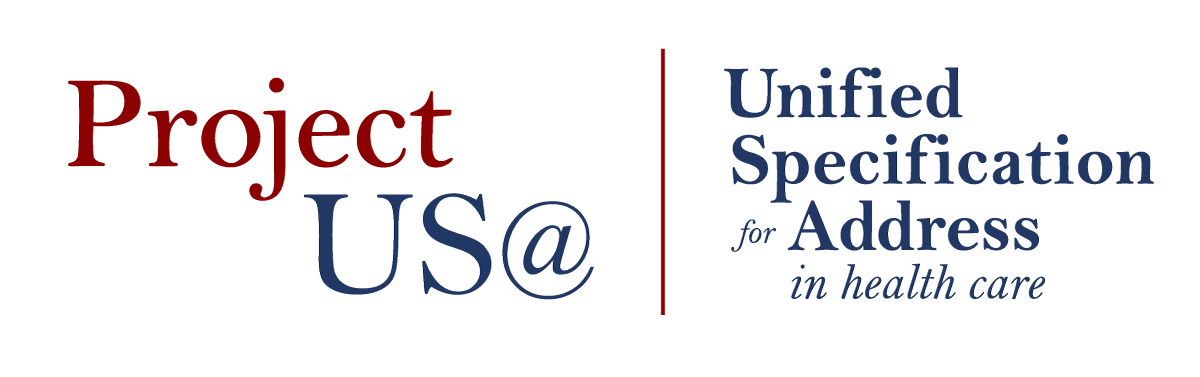 Project
US@
Unified
Specification
for Address
in health care